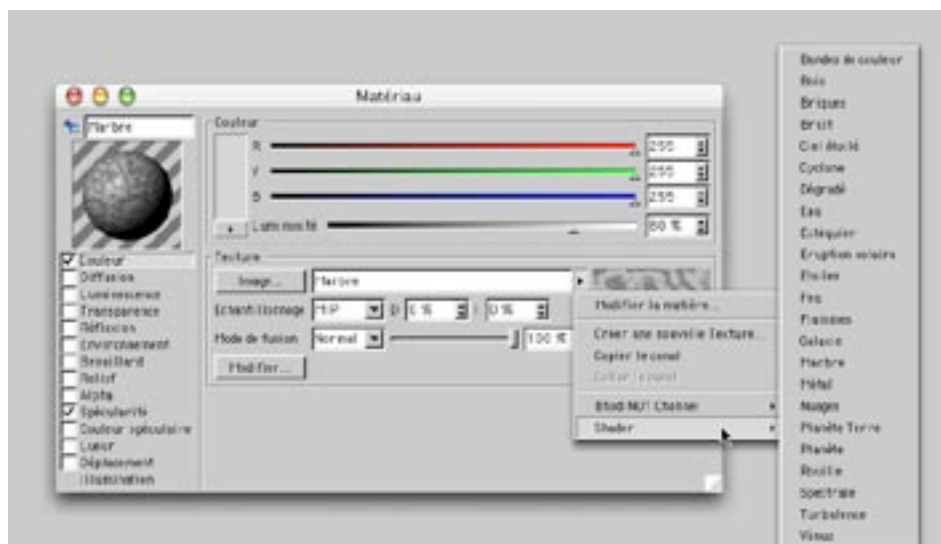 Matériau
Marbre
Couleur
R 255
V 255
B 255
Luminosité 80 %
Couleur
Diffusion
Luminescence
Transparence
Réflexion
Environnement
Brouillard
Relief
Alpha
Spécularité
Couleur spéculaire
Lueur
Déplacement
Illumination
Texture
Image... Marbre
Echantillonnage MIP D 0 % I 0 %
Mode de fusion Normal 100 %
Modifier...
Modifier la matière...
Créer une nouvelle Texture...
Copier le canal
Coller le canal
BhodiNUT Channel
Shader
Bandes de couleur
Bois
Briques
Bruit
Ciel étoilé
Cyclone
Dégradé
Eau
Echiquier
Eruption solaire
Etoiles
Feu
Flammes
Galaxie
Marbre
Métal
Nuages
Planète Terre
Planète
Rouille
Spectrale
Turbulence
Vénus